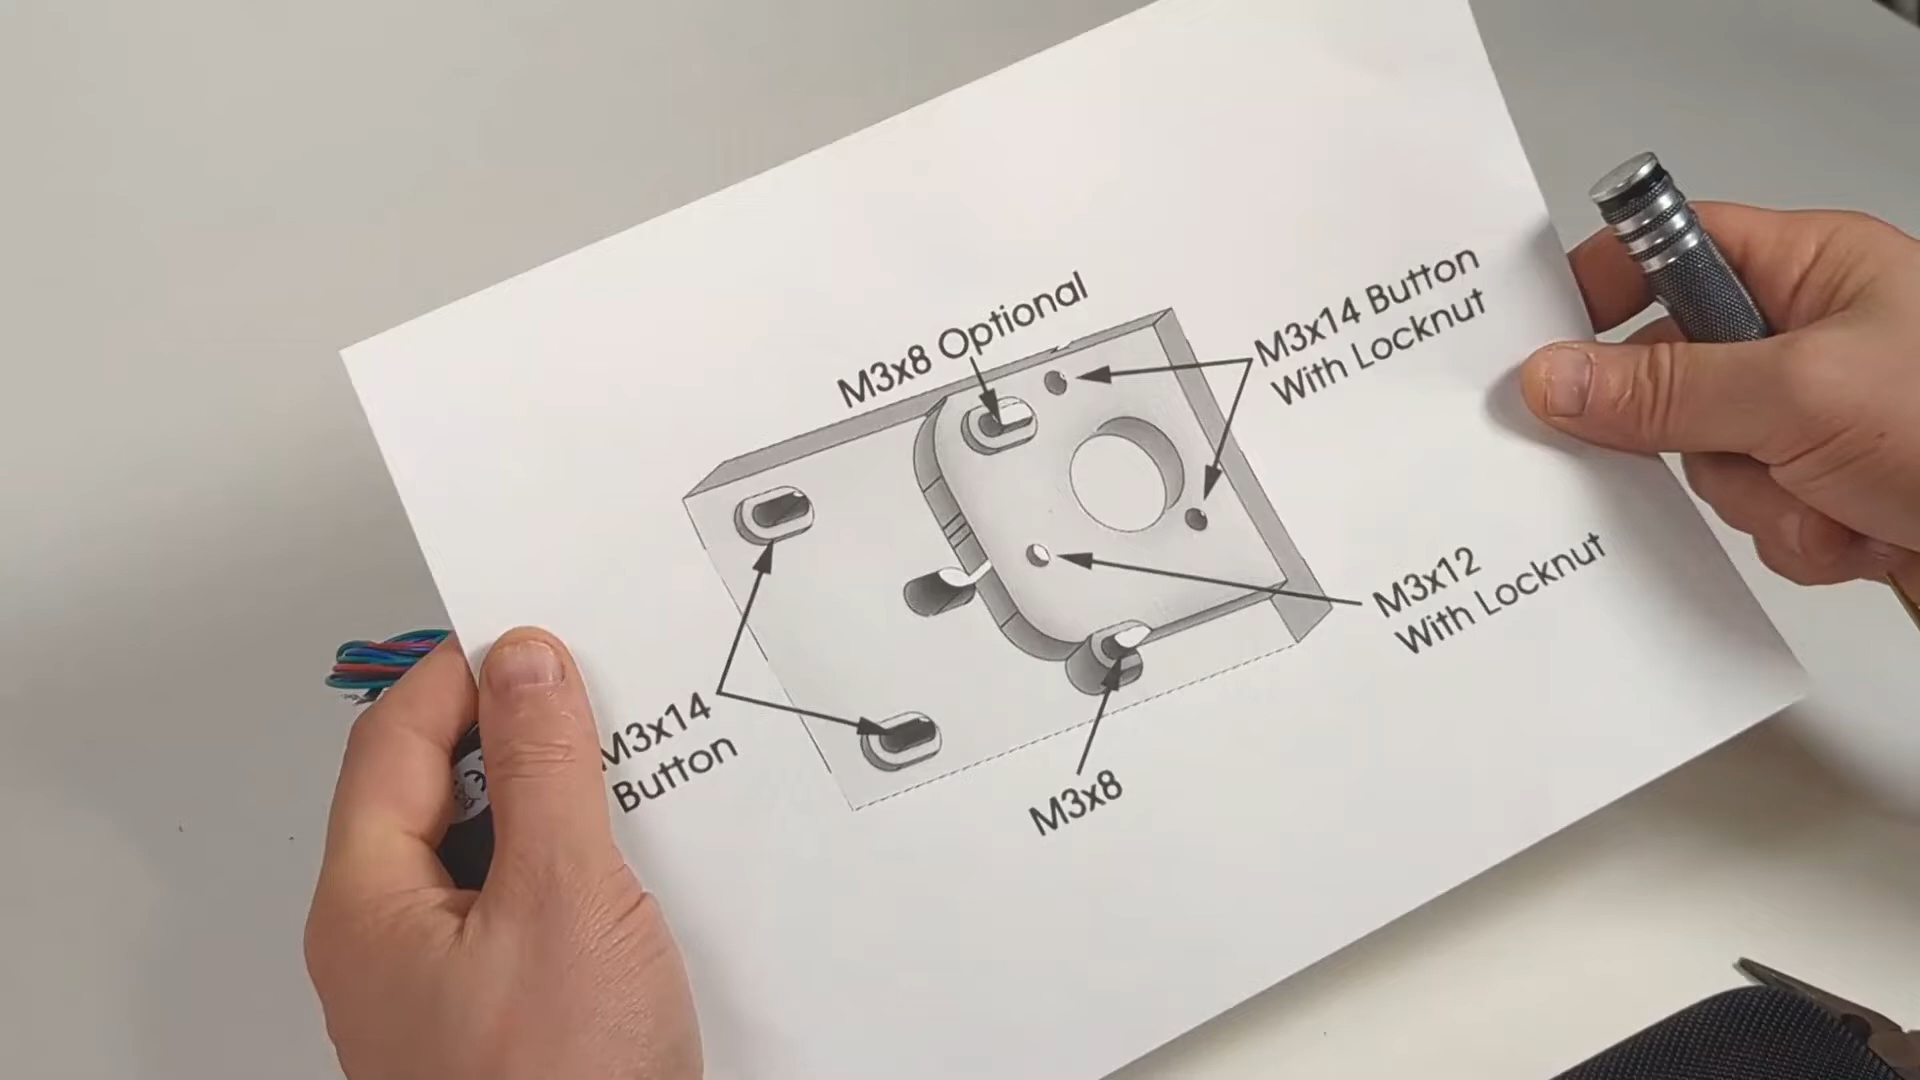 M3x8 Optional
M3x14 Button
With Locknut
M3x12
With Locknut
M3x14
Button
M3x8